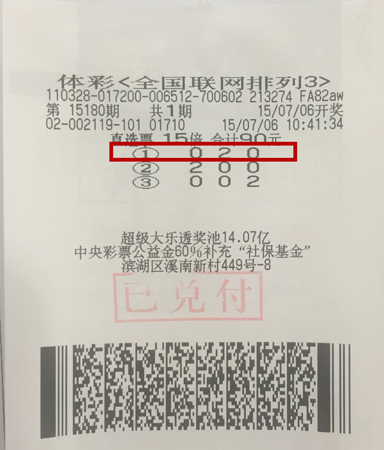 体彩<全国联网排列3>
110328-017200-006512-700602 213274 FA82aw
第 15180期 共1期 15/07/06开奖
02-002119-101 01710 15/07/06 10:41:34
直选票 15倍 合计90元
① 0 2 0
② 2 0 0
③ 0 0 2
超级大乐透奖池14.07亿
中央彩票公益金60%补充“社保基金”
滨湖区溪南新村449号-8
已兑付